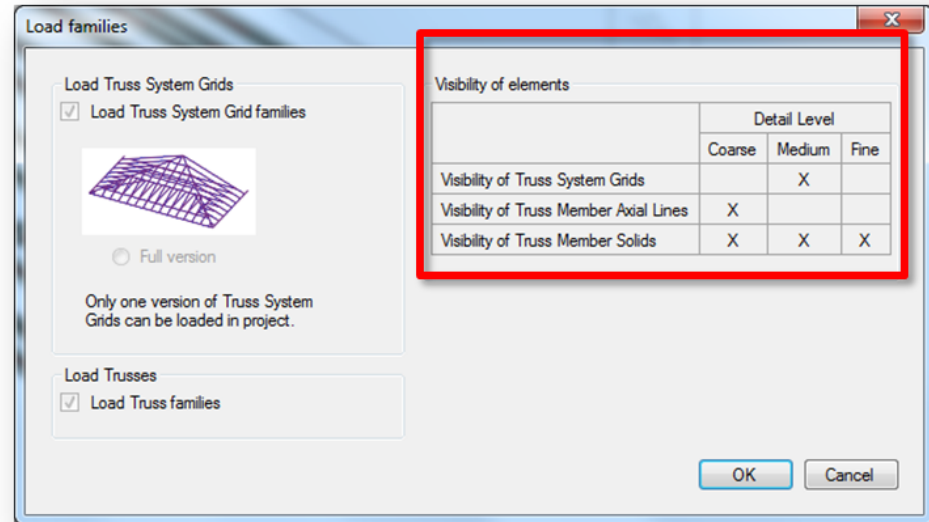 Load families
Load Truss System Grids
Load Truss System Grid families
Full version
Only one version of Truss System
Grids can be loaded in project.
Load Trusses
Load Truss families
Visibility of elements
Detail Level
Coarse Medium Fine
Visibility of Truss System Grids X
Visibility of Truss Member Axial Lines X
Visibility of Truss Member Solids X X X
OK Cancel